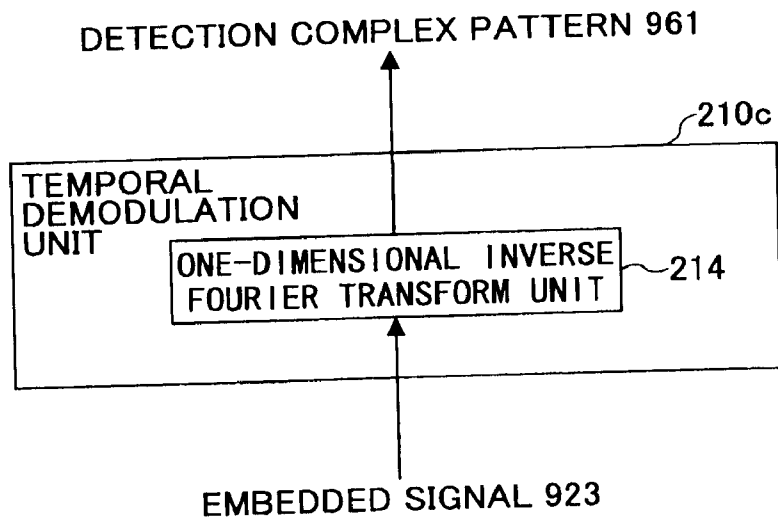 DETECTION COMPLEX PATTERN 961
210c
TEMPORAL
DEMODULATION
UNIT
ONE-DIMENSIONAL INVERSE
FOURIER TRANSFORM UNIT
214
EMBEDDED SIGNAL 923